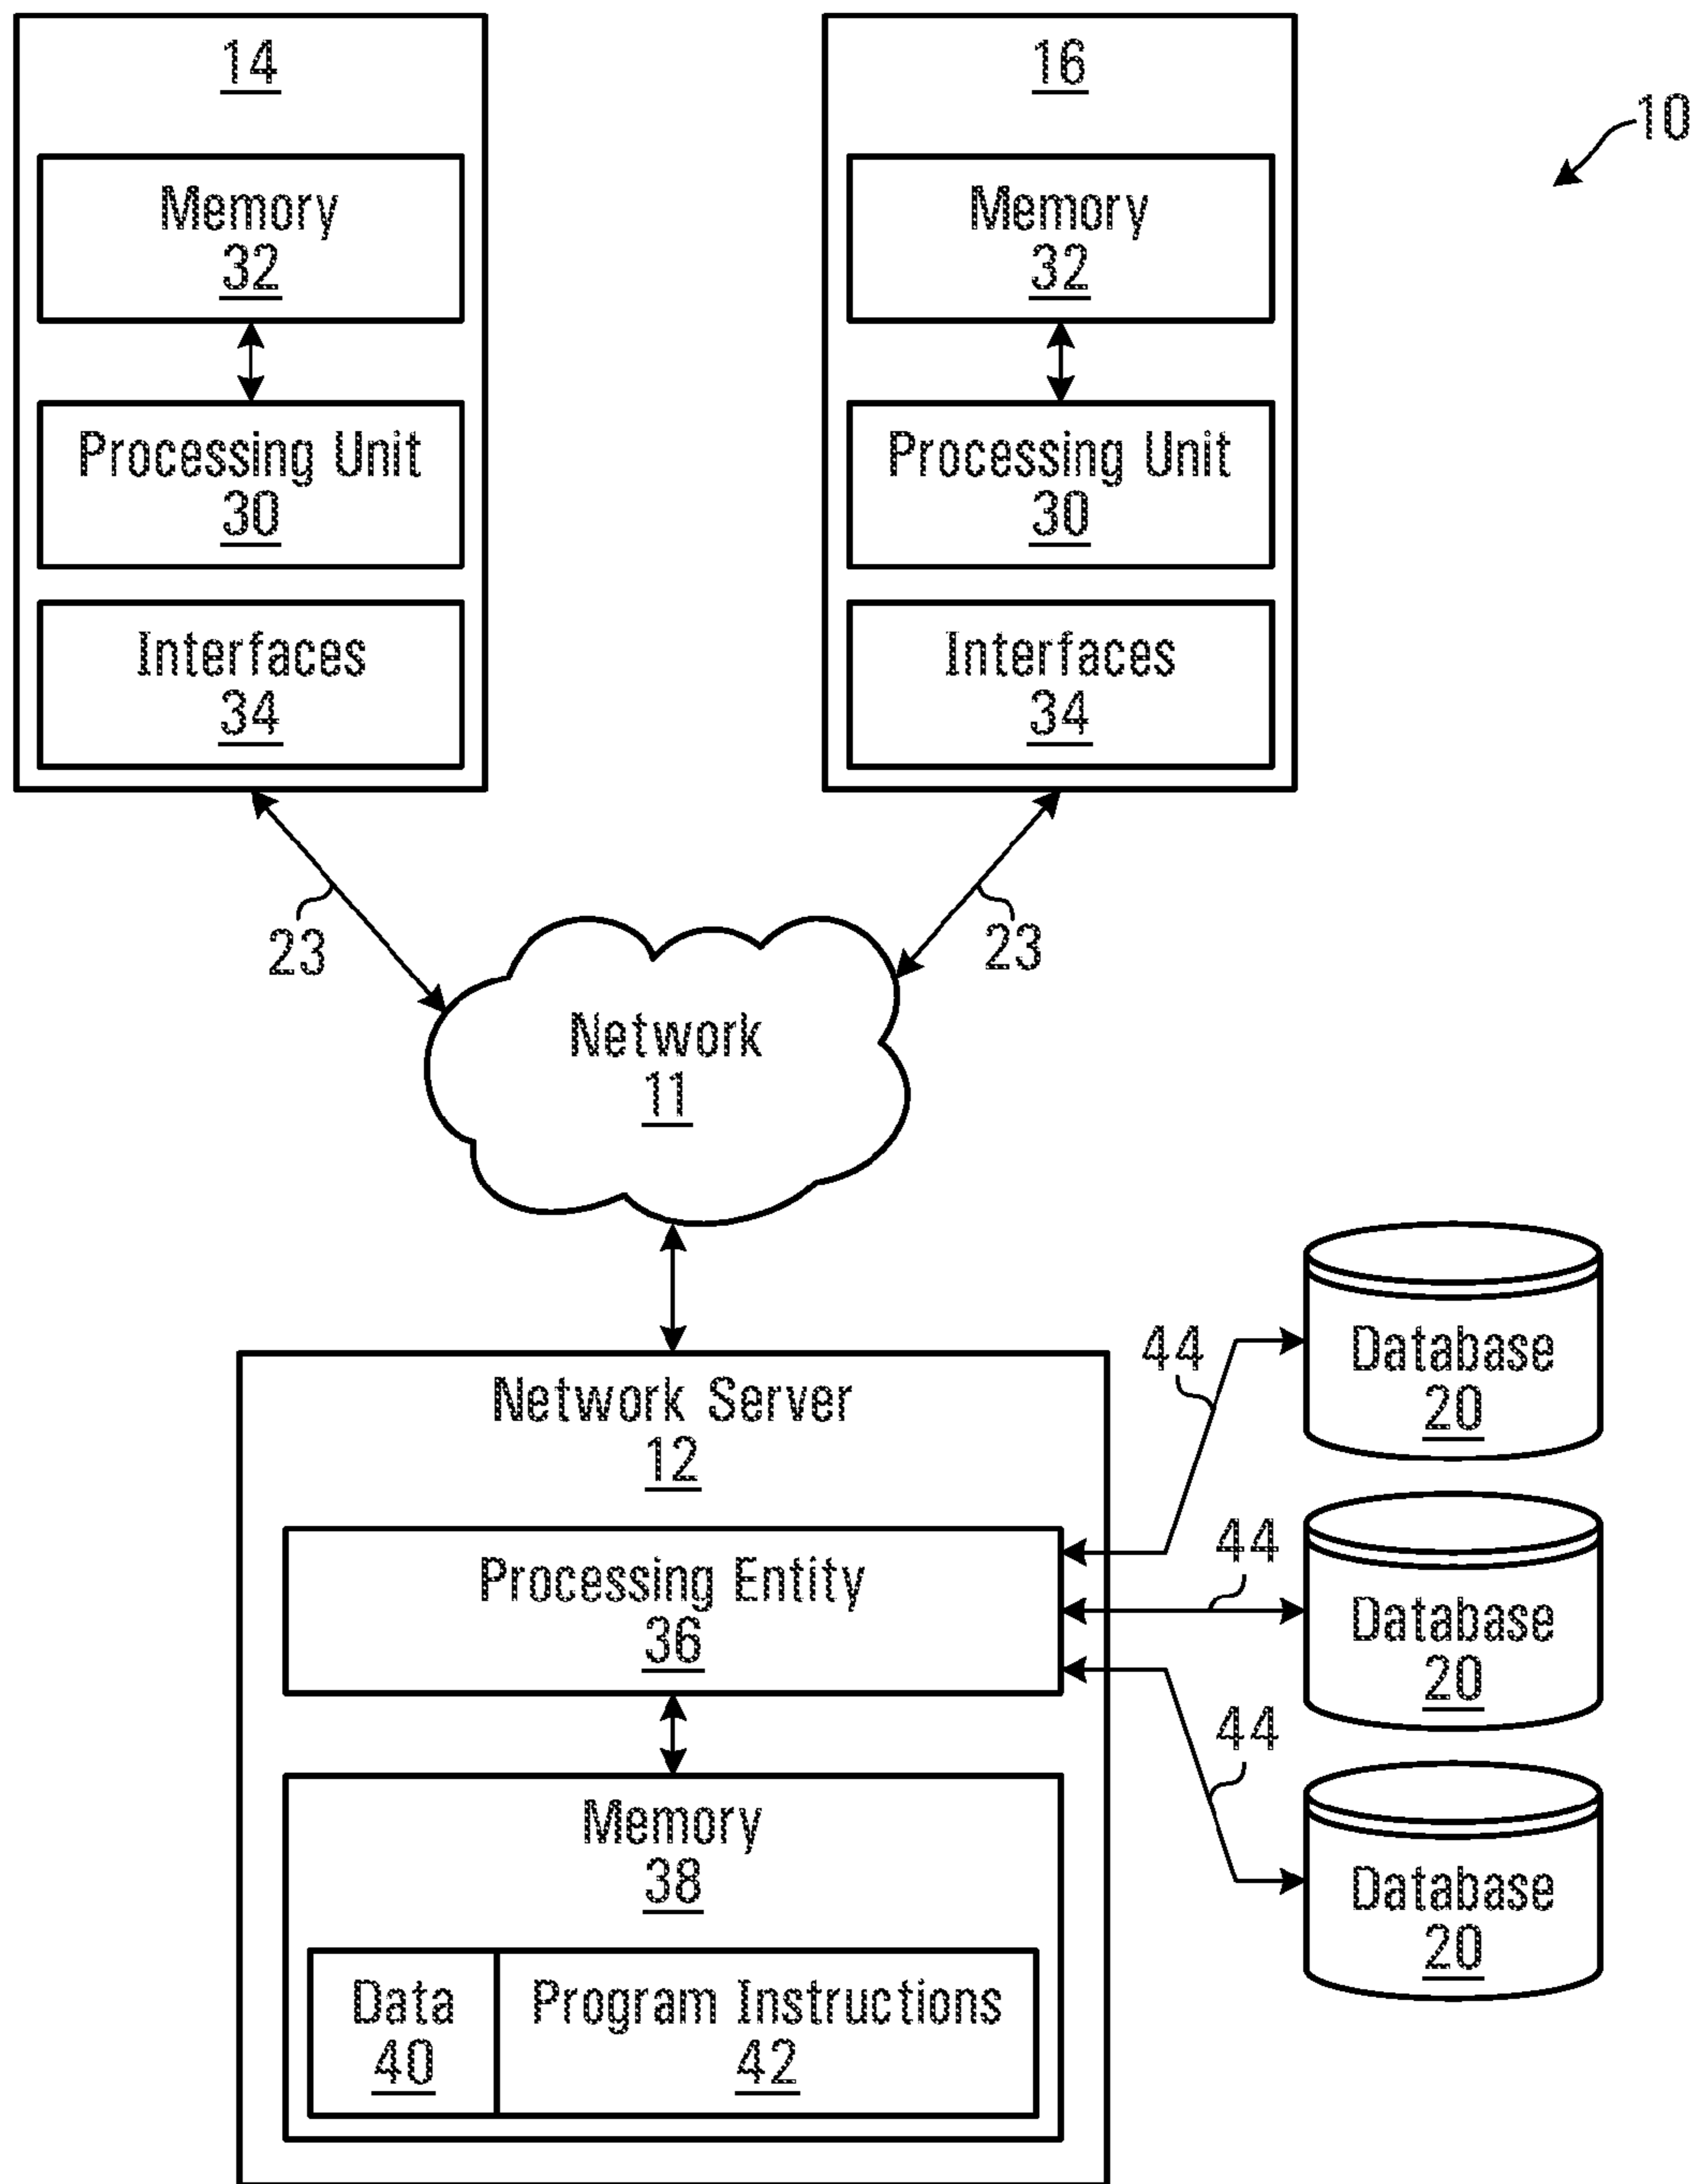 14
Memory
32
Processing Unit
30
Interfaces
34
16
Memory
32
Processing Unit
30
Interfaces
34
10
23
23
Network
11
Network Server
12
Processing Entity
36
Memory
38
Data
40
Program Instructions
42
44
Database
20
44
Database
20
44
Database
20